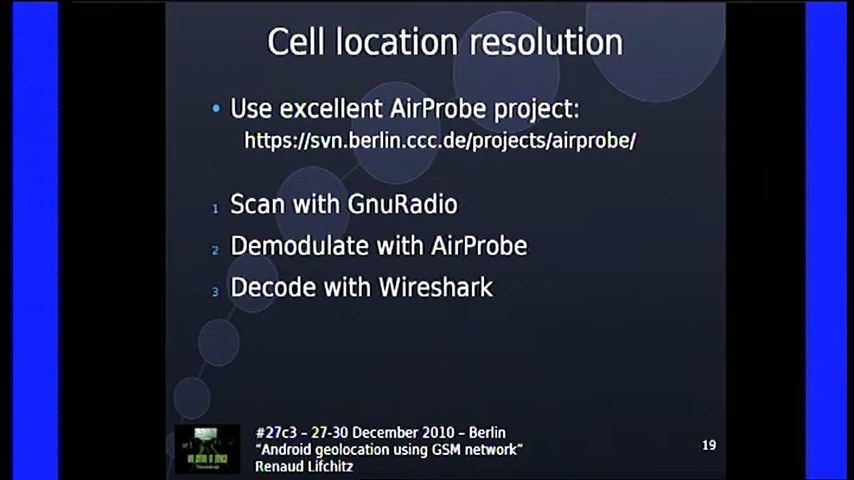 Cell location resolution
• Use excellent AirProbe project:
https://svn.berlin.ccc.de/projects/airprobe/
1 Scan with GnuRadio
2 Demodulate with AirProbe
3 Decode with Wireshark
#27c3 – 27-30 December 2010 – Berlin
"Android geolocation using GSM network"
Renaud Lifchitz
19